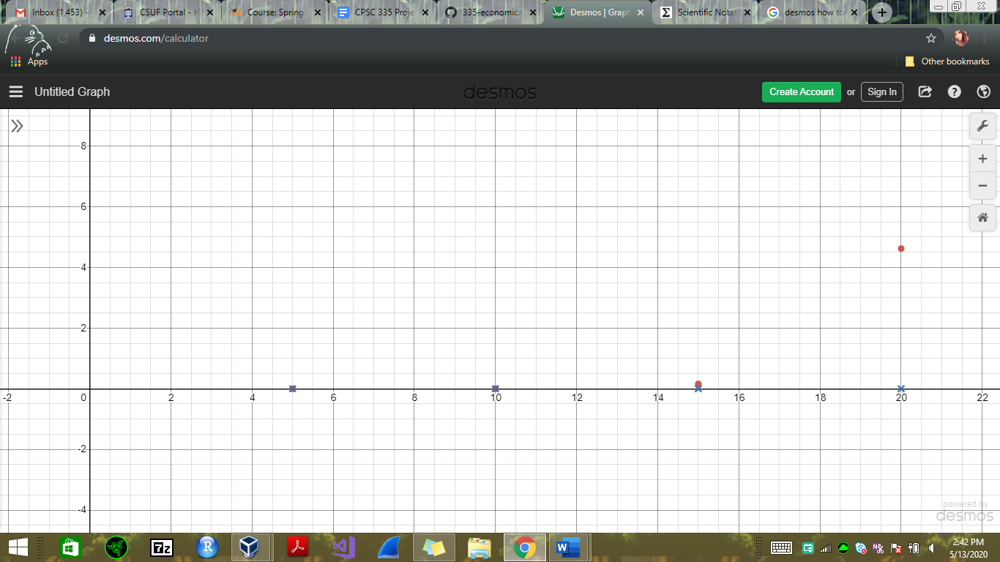 Inbox (1,453) -
CSUF Portal - H
Course: Spring
CPSC 335 Proje
335-economica
Desmos | Graph
Scientific Nota
desmos how to
desmos.com/calculator
Apps
Other bookmarks
Untitled Graph
desmos
Create Account or Sign In
8
6
4
2
-2 0 2 4 6 8 10 12 14 16 18 20 22
-2
-4
powered by
desmos
7z
R
W
2:42 PM
5/13/2020